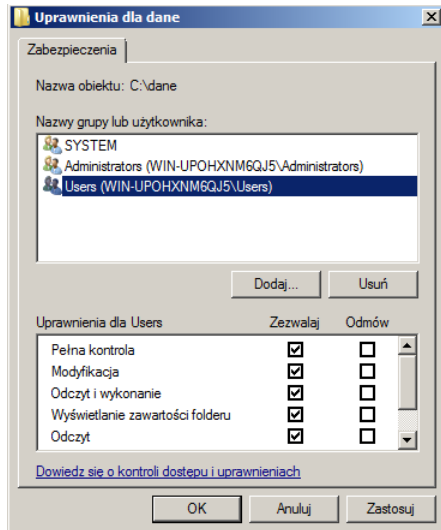 Uprawnienia dla dane
Zabezpieczenia
Nazwa obiektu: C:\dane
Nazwy grupy lub użytkownika:
SYSTEM
Administrators (WIN-UPOHXNM6QJ5\Administrators)
Users (WIN-UPOHXNM6QJ5\Users)
Dodaj... Usuń
Uprawnienia dla Users Zezwalaj Odmów
Pełna kontrola
Modyfikacja
Odczyt i wykonanie
Wyświetlanie zawartości folderu
Odczyt
Dowiedz się o kontroli dostępu i uprawnieniach
OK Anuluj Zastosuj